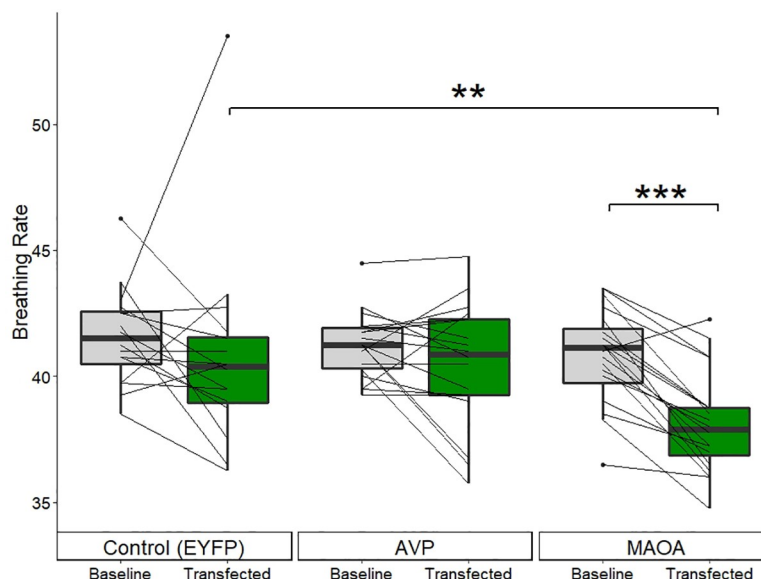 **
50
***
45
Breathing Rate
40
35
Control (EYFP) AVP MAOA
Baseline Transfected Baseline Transfected Baseline Transfected